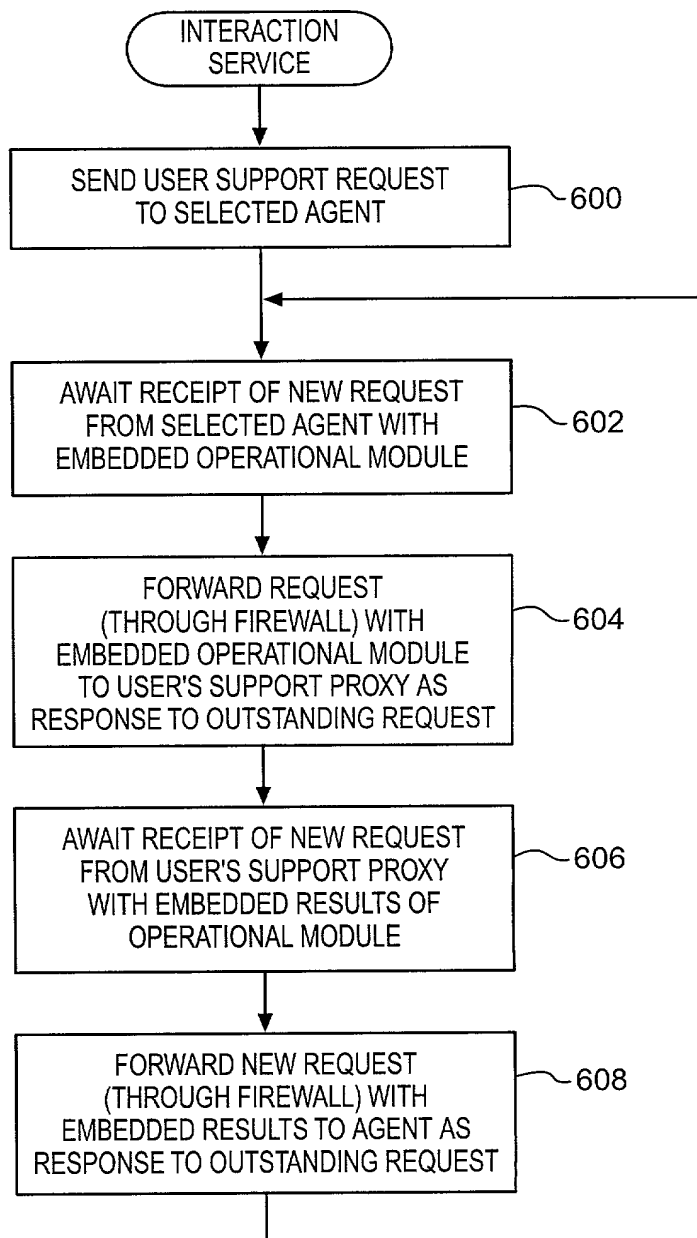 INTERACTION
SERVICE
SEND USER SUPPORT REQUEST
TO SELECTED AGENT
600
AWAIT RECEIPT OF NEW REQUEST
FROM SELECTED AGENT WITH
EMBEDDED OPERATIONAL MODULE
602
FORWARD REQUEST
(THROUGH FIREWALL) WITH
EMBEDDED OPERATIONAL MODULE
TO USER'S SUPPORT PROXY AS
RESPONSE TO OUTSTANDING REQUEST
604
AWAIT RECEIPT OF NEW REQUEST
FROM USER'S SUPPORT PROXY
WITH EMBEDDED RESULTS OF
OPERATIONAL MODULE
606
FORWARD NEW REQUEST
(THROUGH FIREWALL) WITH
EMBEDDED RESULTS TO AGENT AS
RESPONSE TO OUTSTANDING REQUEST
608